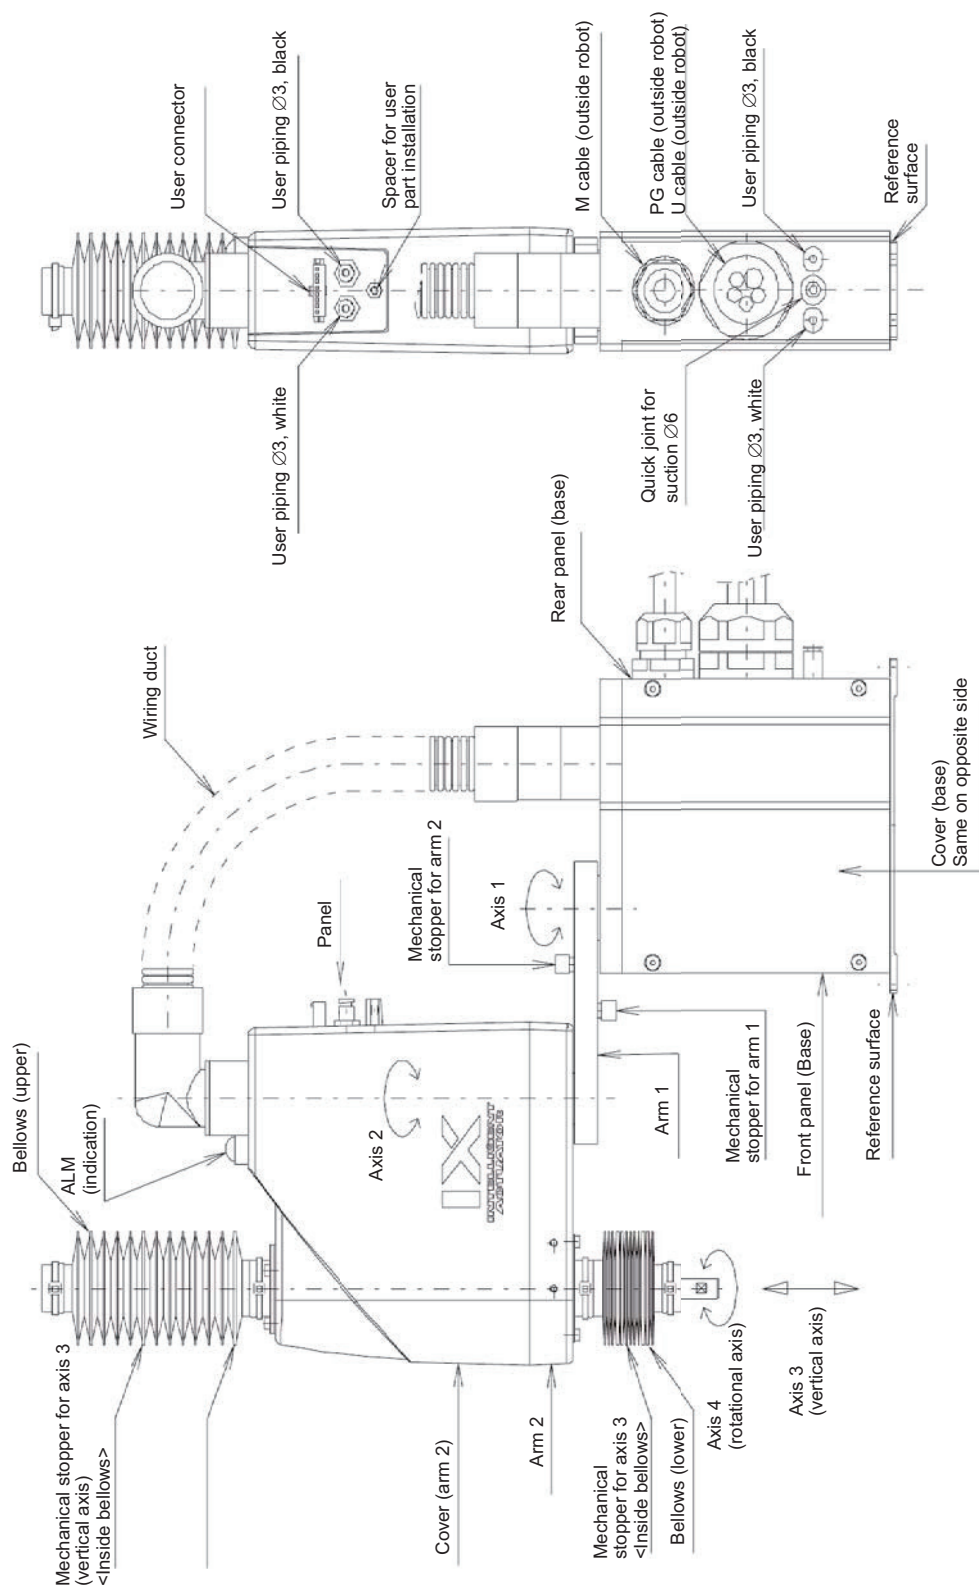 Mechanical stopper for axis 3
(vertical axis)
<Inside bellows>
Bellows (upper)
ALM
(indication)
Wiring duct
Panel
Axis 2
IX
INTELLIGENT
ACTUATOR
Mechanical
stopper for arm 2
Axis 1
Rear panel (base)
Cover (arm 2)
Arm 2
Mechanical
stopper for axis 3
<Inside bellows>
Bellows (lower)
Axis 4
(rotational axis)
Axis 3
(vertical axis)
Arm 1
Mechanical
stopper for arm 1
Front panel (Base)
Reference surface
Cover (base)
Same on opposite side
User connector
User piping Ø3, black
Spacer for user
part installation
User piping Ø3, white
M cable (outside robot)
PG cable (outside robot)
U cable (outside robot)
User piping Ø3, black
Reference
surface
Quick joint for
suction Ø6
User piping Ø3, white